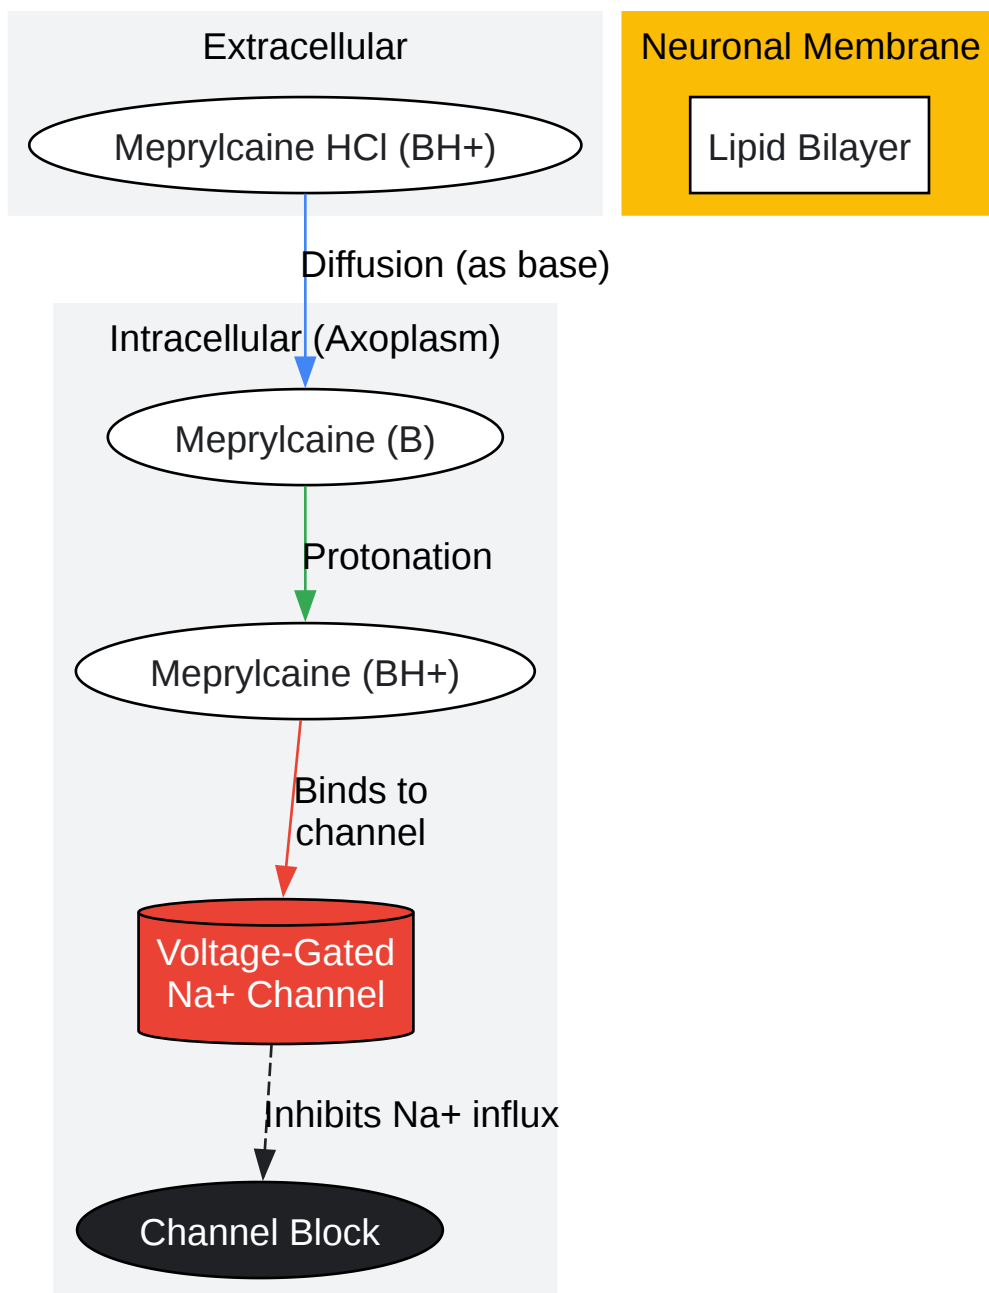 Extracellular
Neuronal Membrane
Meprylcaine HCl (BH+)
Lipid Bilayer
Diffusion (as base)
Intracellular (Axoplasm)
Meprylcaine (B)
Protonation
Meprylcaine (BH+)
Binds to
channel
Voltage-Gated
Na+ Channel
Inhibits Na+ influx
Channel Block